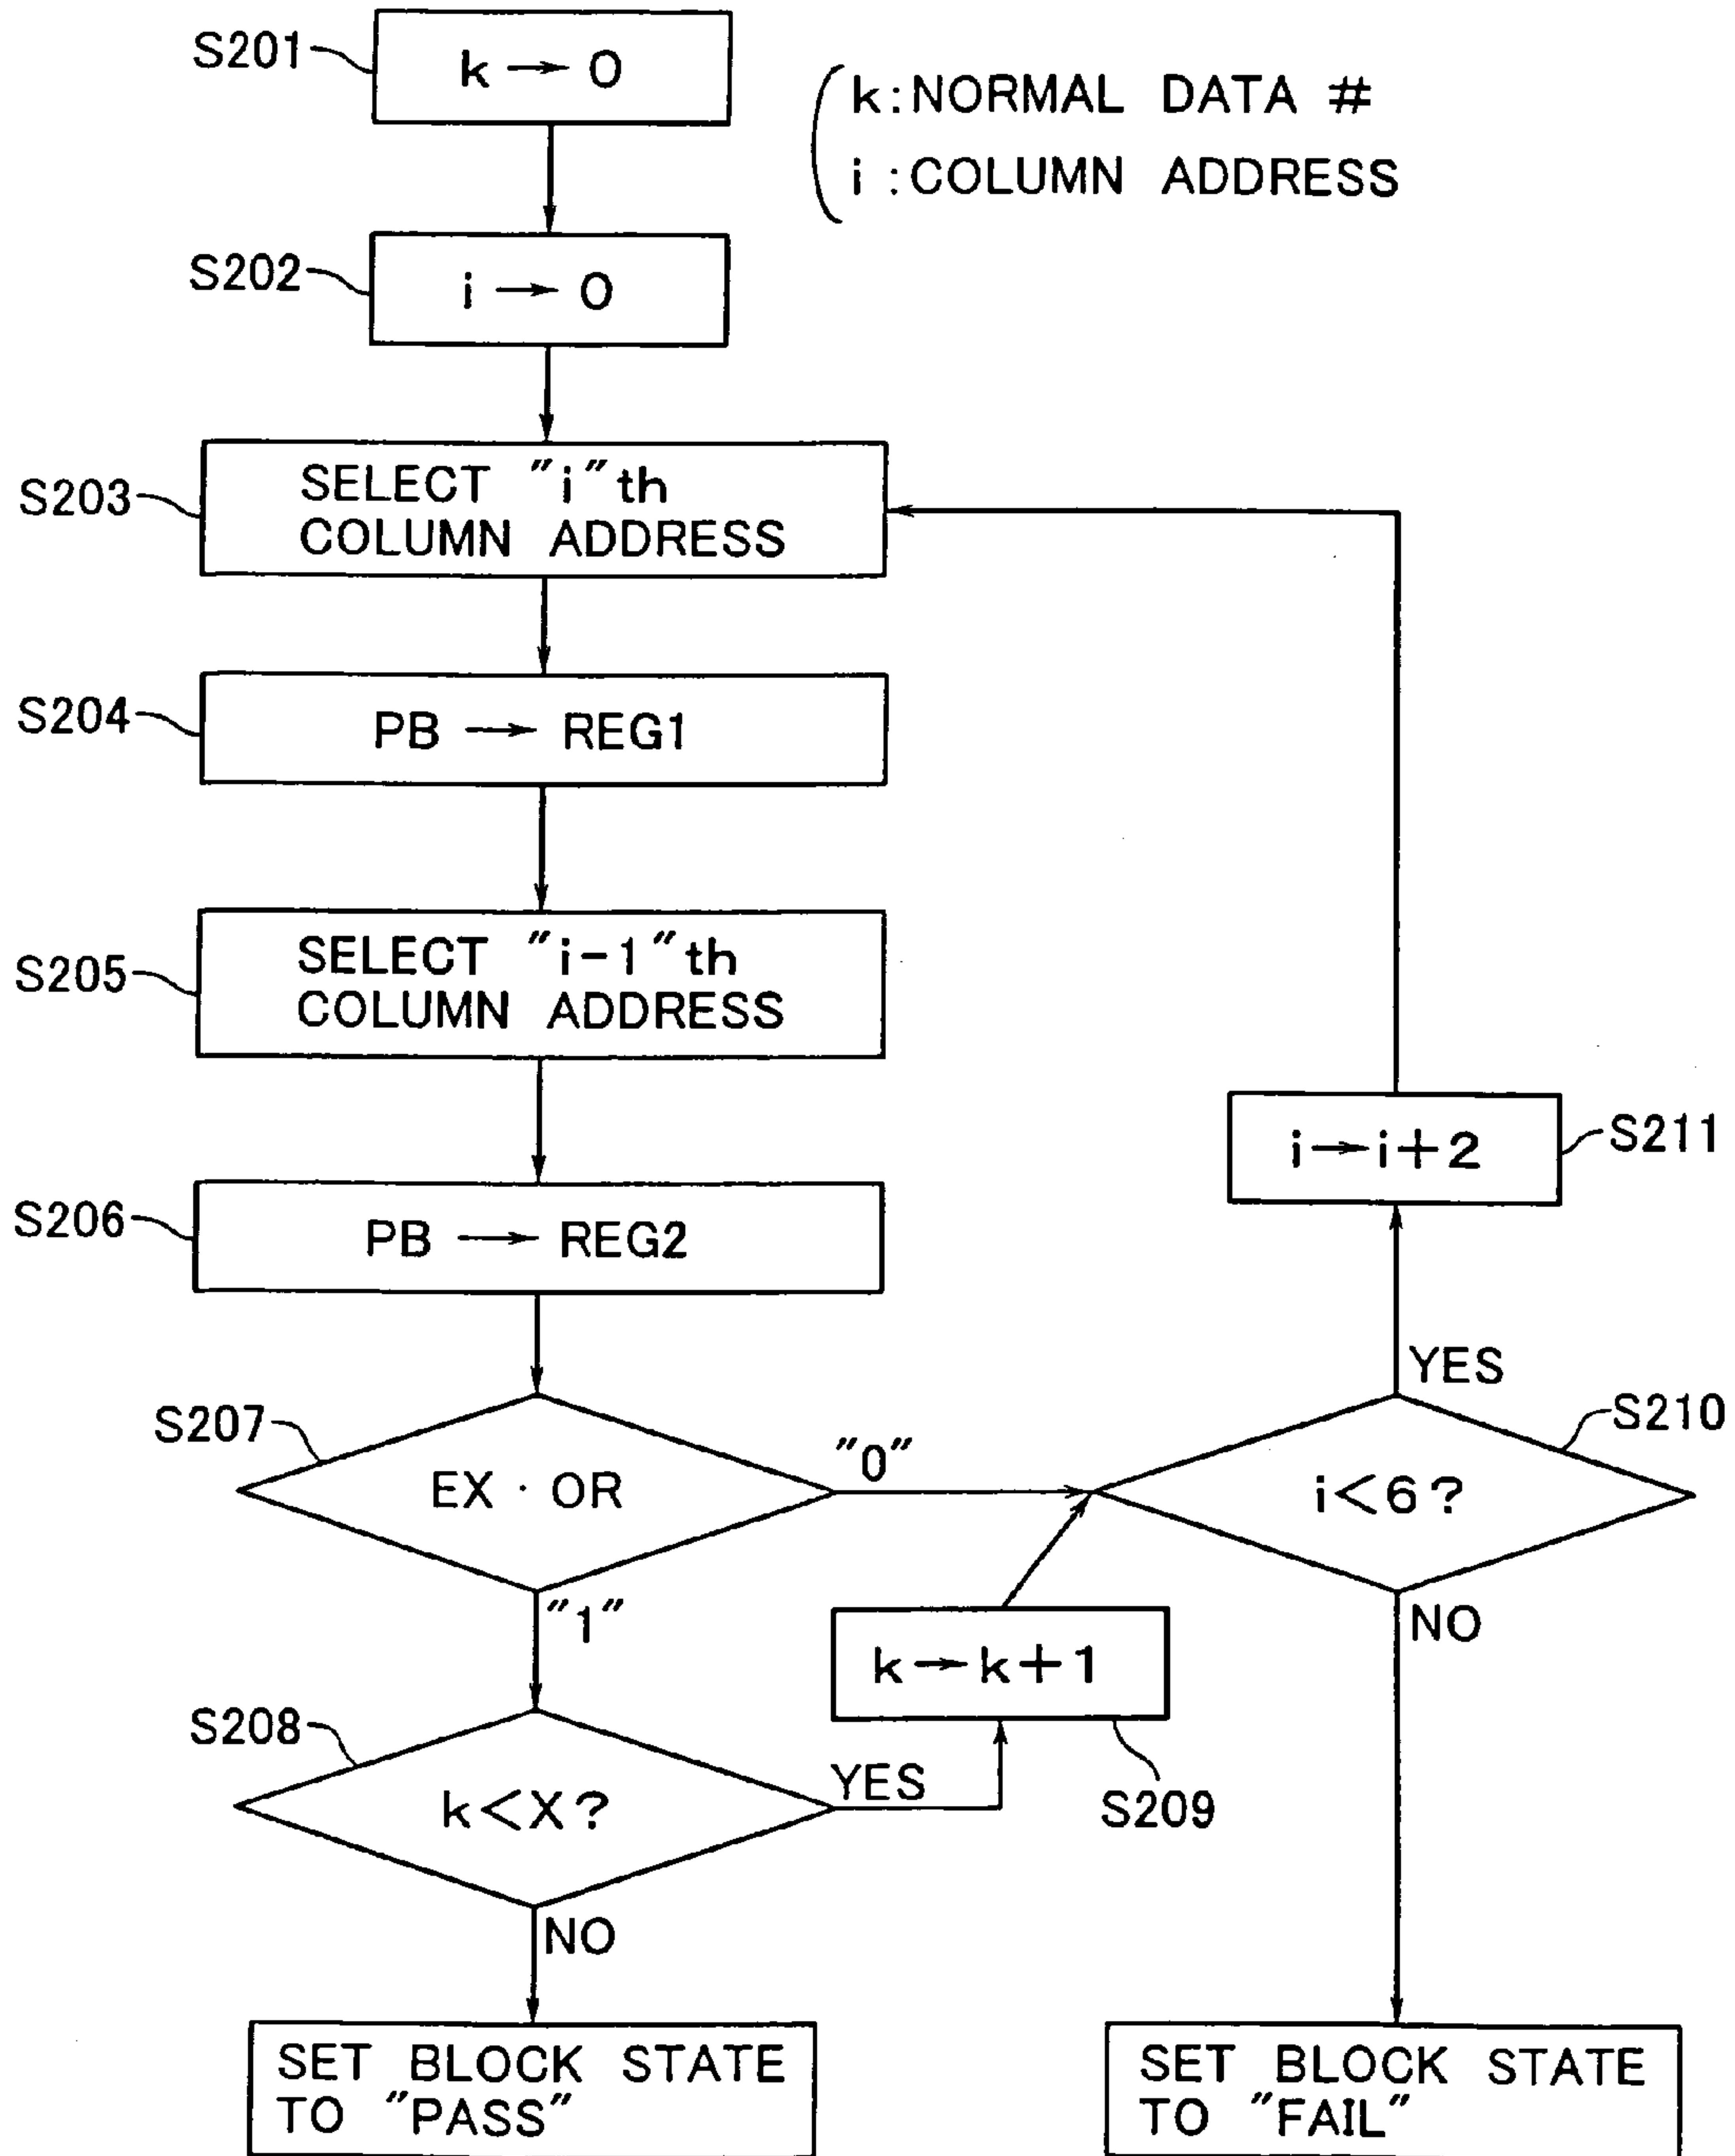 S201
k → 0
k:NORMAL DATA #
i :COLUMN ADDRESS
S202
i → 0
S203
SELECT "i"th
COLUMN ADDRESS
S204
PB → REG1
S205
SELECT "i-1"th
COLUMN ADDRESS
S211
i→i+2
S206
PB → REG2
YES
S207
EX · OR
"0"
S210
i<6?
"1"
NO
k→k+1
S209
S208
k<X?
YES
NO
SET BLOCK STATE
TO "PASS"
SET BLOCK STATE
TO "FAIL"